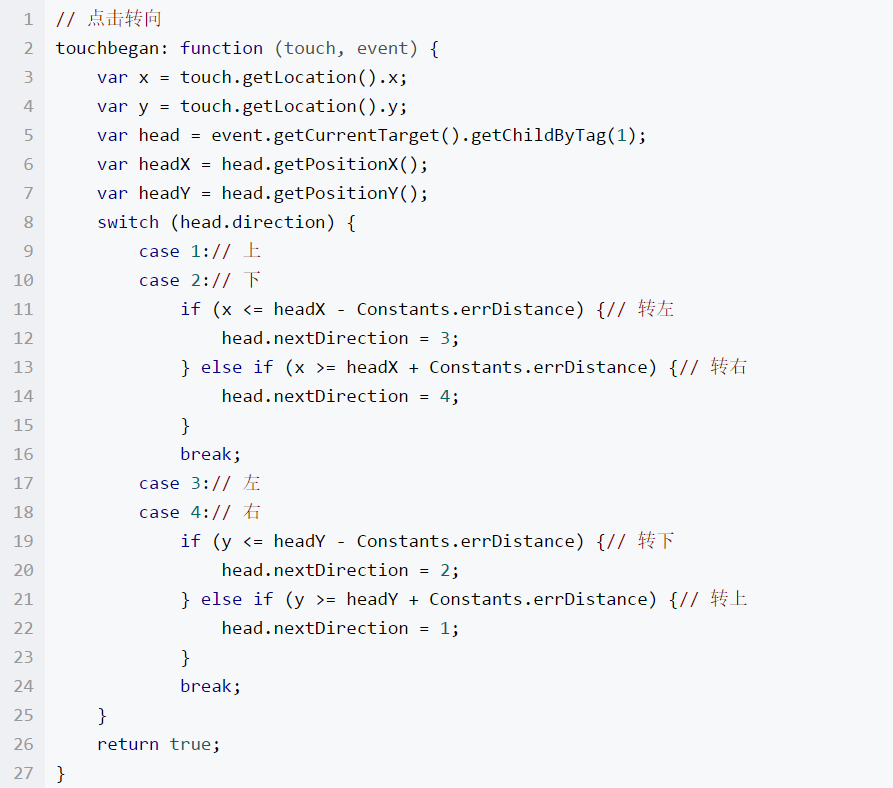 1 // 点击转向
2 touchbegan: function (touch, event) {
3     var x = touch.getLocation().x;
4     var y = touch.getLocation().y;
5     var head = event.getCurrentTarget().getChildByTag(1);
6     var headX = head.getPositionX();
7     var headY = head.getPositionY();
8     switch (head.direction) {
9         case 1:// 上
10         case 2:// 下
11             if (x <= headX - Constants.errDistance) {// 转左
12                 head.nextDirection = 3;
13             } else if (x >= headX + Constants.errDistance) {// 转右
14                 head.nextDirection = 4;
15             }
16             break;
17         case 3:// 左
18         case 4:// 右
19             if (y <= headY - Constants.errDistance) {// 转下
20                 head.nextDirection = 2;
21             } else if (y >= headY + Constants.errDistance) {// 转上
22                 head.nextDirection = 1;
23             }
24             break;
25     }
26     return true;
27 }